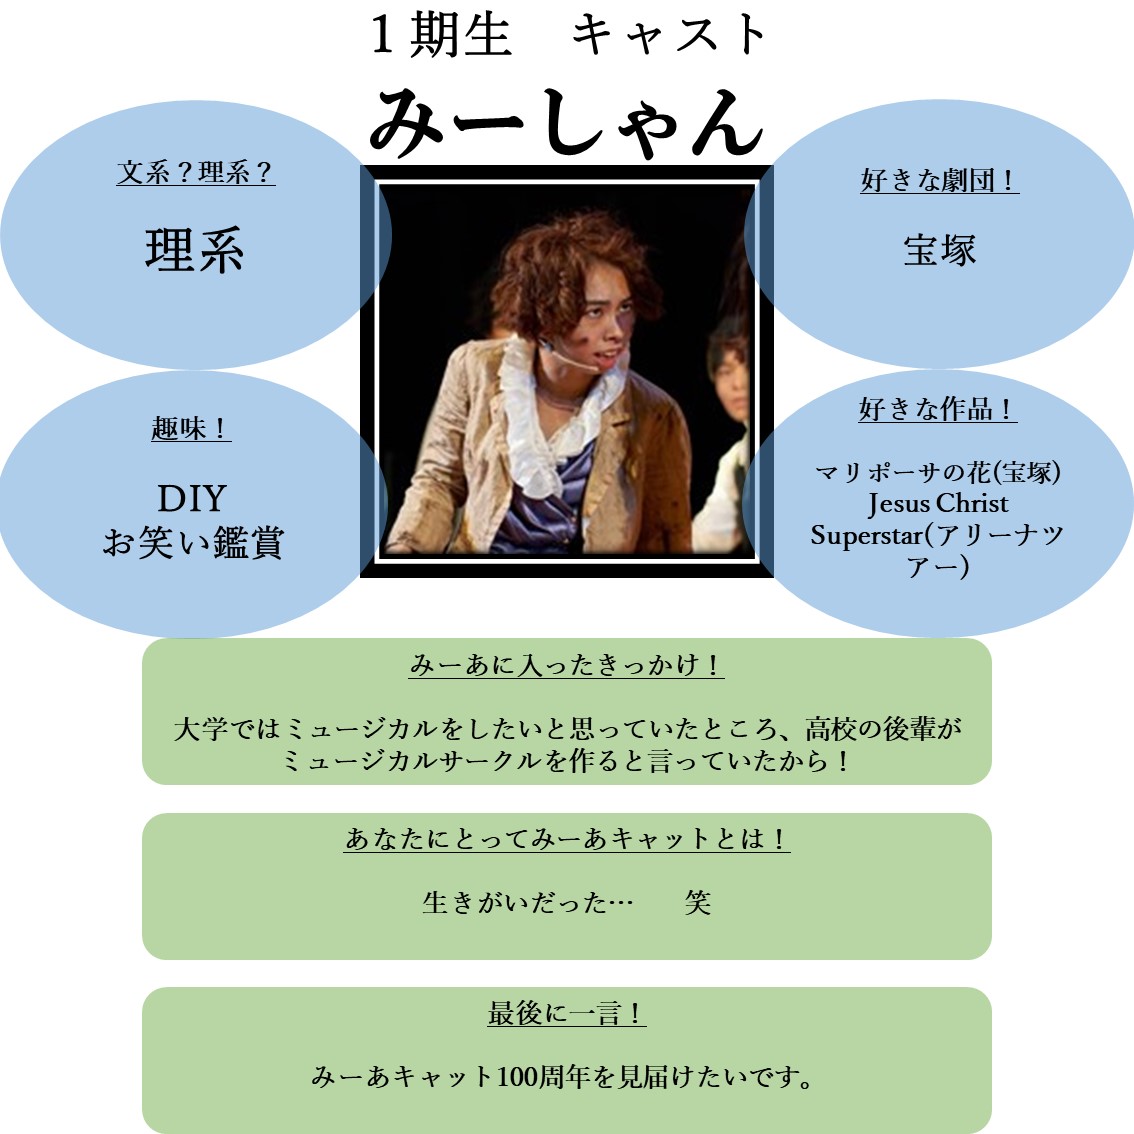 １期生　キャスト
みーしゃん
文系？理系？
理系
好きな劇団！
宝塚
趣味！
DIY
お笑い鑑賞
好きな作品！
マリポーサの花(宝塚)
Jesus Christ
Superstar(アリーナツ
アー)
みーあに入ったきっかけ！
大学ではミュージカルをしたいと思っていたところ、高校の後輩が
ミュージカルサークルを作ると言っていたから！
あなたにとってみーあキャットとは！
生きがいだった…　　笑
最後に一言！
みーあキャット100周年を見届けたいです。